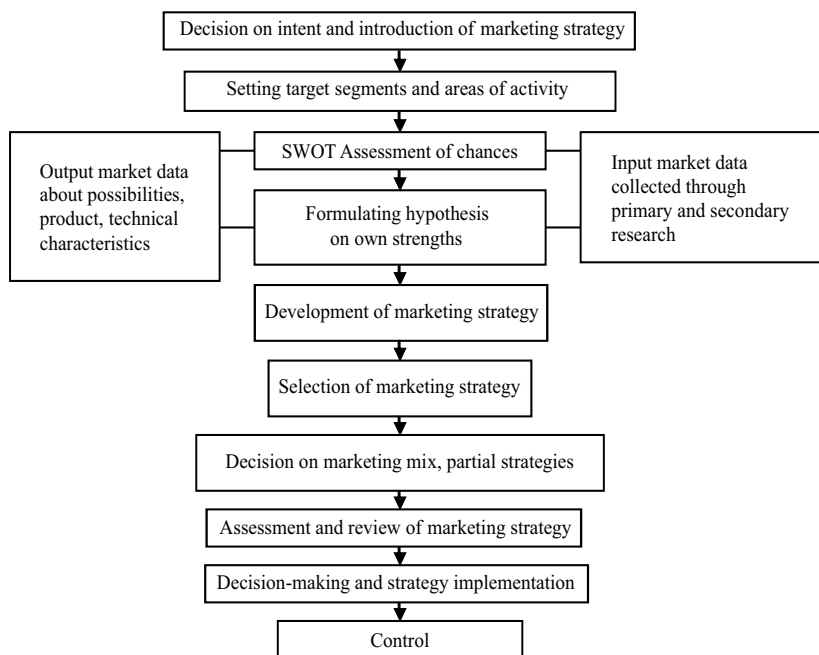 Decision on intent and introduction of marketing strategy
Setting target segments and areas of activity
Output market data
about possibilities,
product, technical
characteristics
SWOT Assessment of chances
Formulating hypothesis
on own strengths
Input market data
collected through
primary and secondary
research
Development of marketing strategy
Selection of marketing strategy
Decision on marketing mix, partial strategies
Assessment and review of marketing strategy
Decision-making and strategy implementation
Control